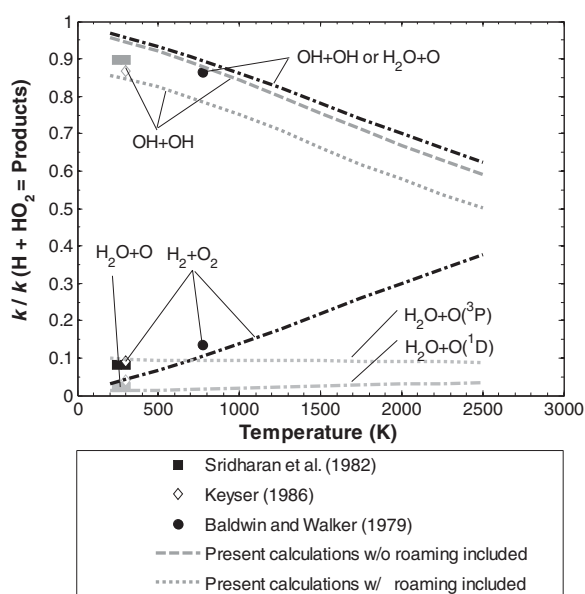 1
0.9
0.8
0.7
0.6
0.5
0.4
0.3
0.2
0.1
0
k / k (H + HO₂ = Products)
OH+OH or H₂O+O
OH+OH
H₂O+O
H₂+O₂
H₂O+O(³P)
H₂O+O(¹D)
0 500 1000 1500 2000 2500 3000
Temperature (K)
Sridharan et al. (1982)
Keyser (1986)
Baldwin and Walker (1979)
Present calculations w/o roaming included
Present calculations w/ roaming included